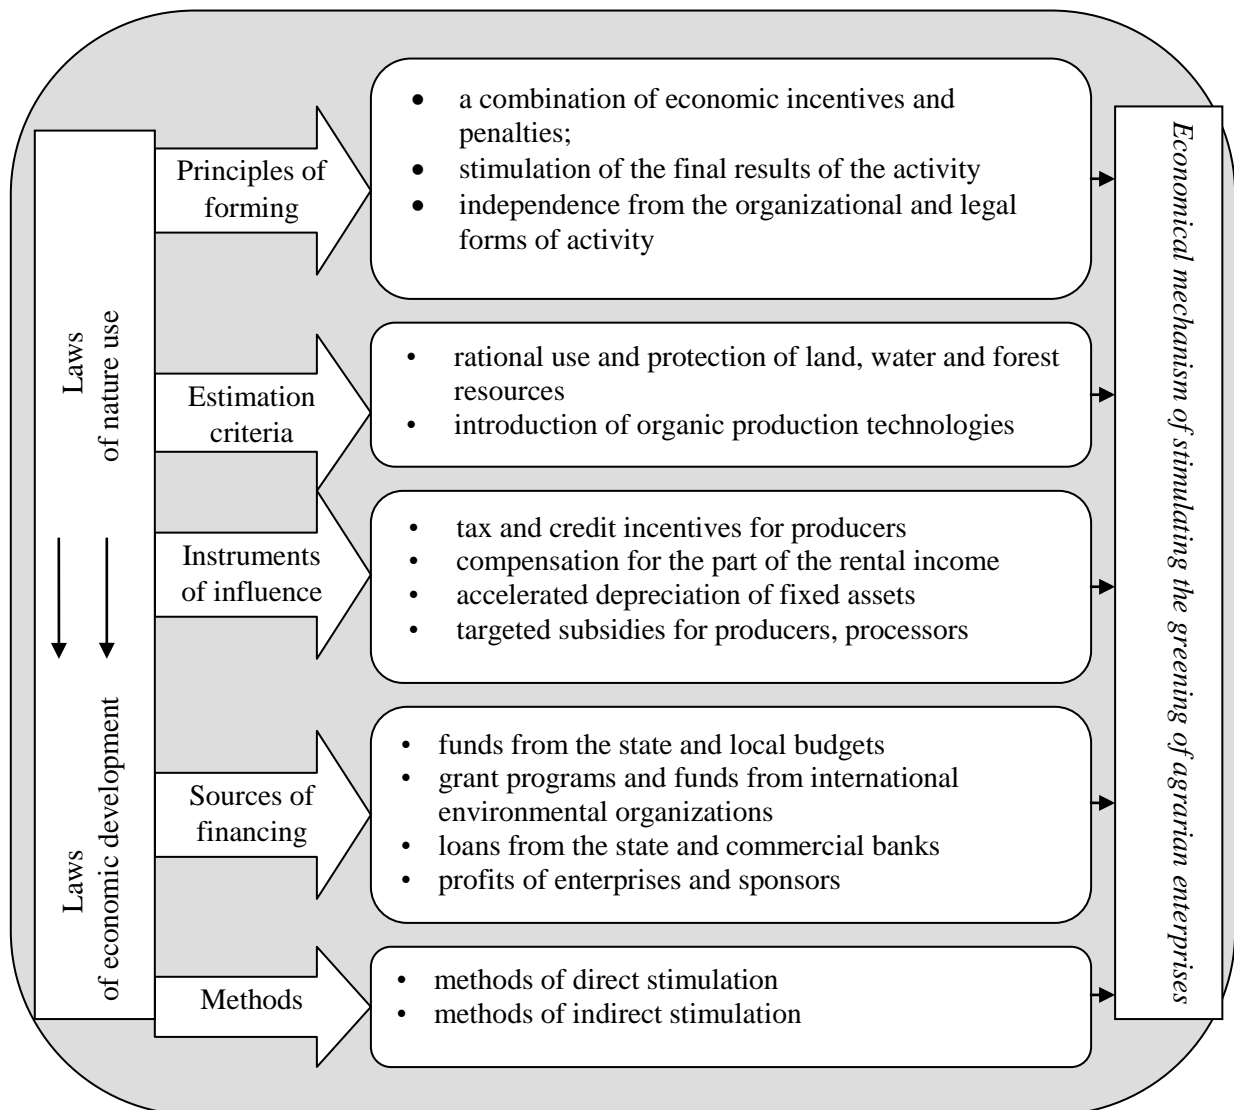 Laws
of nature use
Laws
of economic development
Principles of
forming
• a combination of economic incentives and
penalties;
• stimulation of the final results of the activity
• independence from the organizational and legal
forms of activity
Estimation
criteria
• rational use and protection of land, water and forest
resources
• introduction of organic production technologies
Instruments
of influence
• tax and credit incentives for producers
• compensation for the part of the rental income
• accelerated depreciation of fixed assets
• targeted subsidies for producers, processors
Sources of
financing
• funds from the state and local budgets
• grant programs and funds from international
environmental organizations
• loans from the state and commercial banks
• profits of enterprises and sponsors
Methods
• methods of direct stimulation
• methods of indirect stimulation
Economical mechanism of stimulating the greening of agrarian enterprises